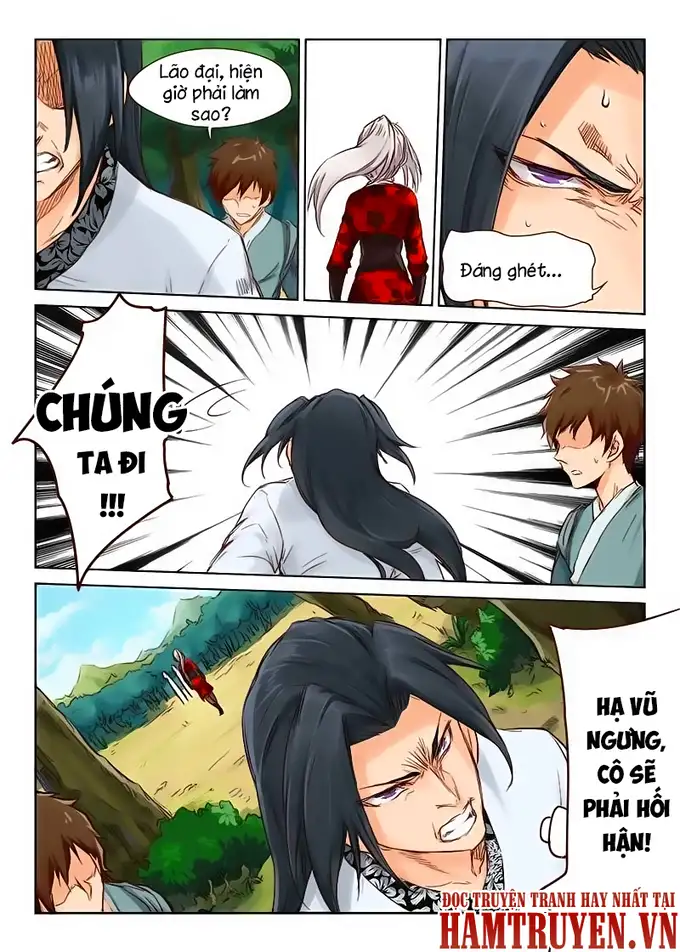 Lão đại, hiện
giờ phải làm
sao?
Đáng ghét...
CHÚNG
TA ĐI
!!!
HẠ VŨ
NGƯNG,
CÔ SẼ
PHẢI HỐI
HẬN!
ĐỌC TRUYỆN TRANH HAY NHẤT TẠI
HAMTRUYEN.VN